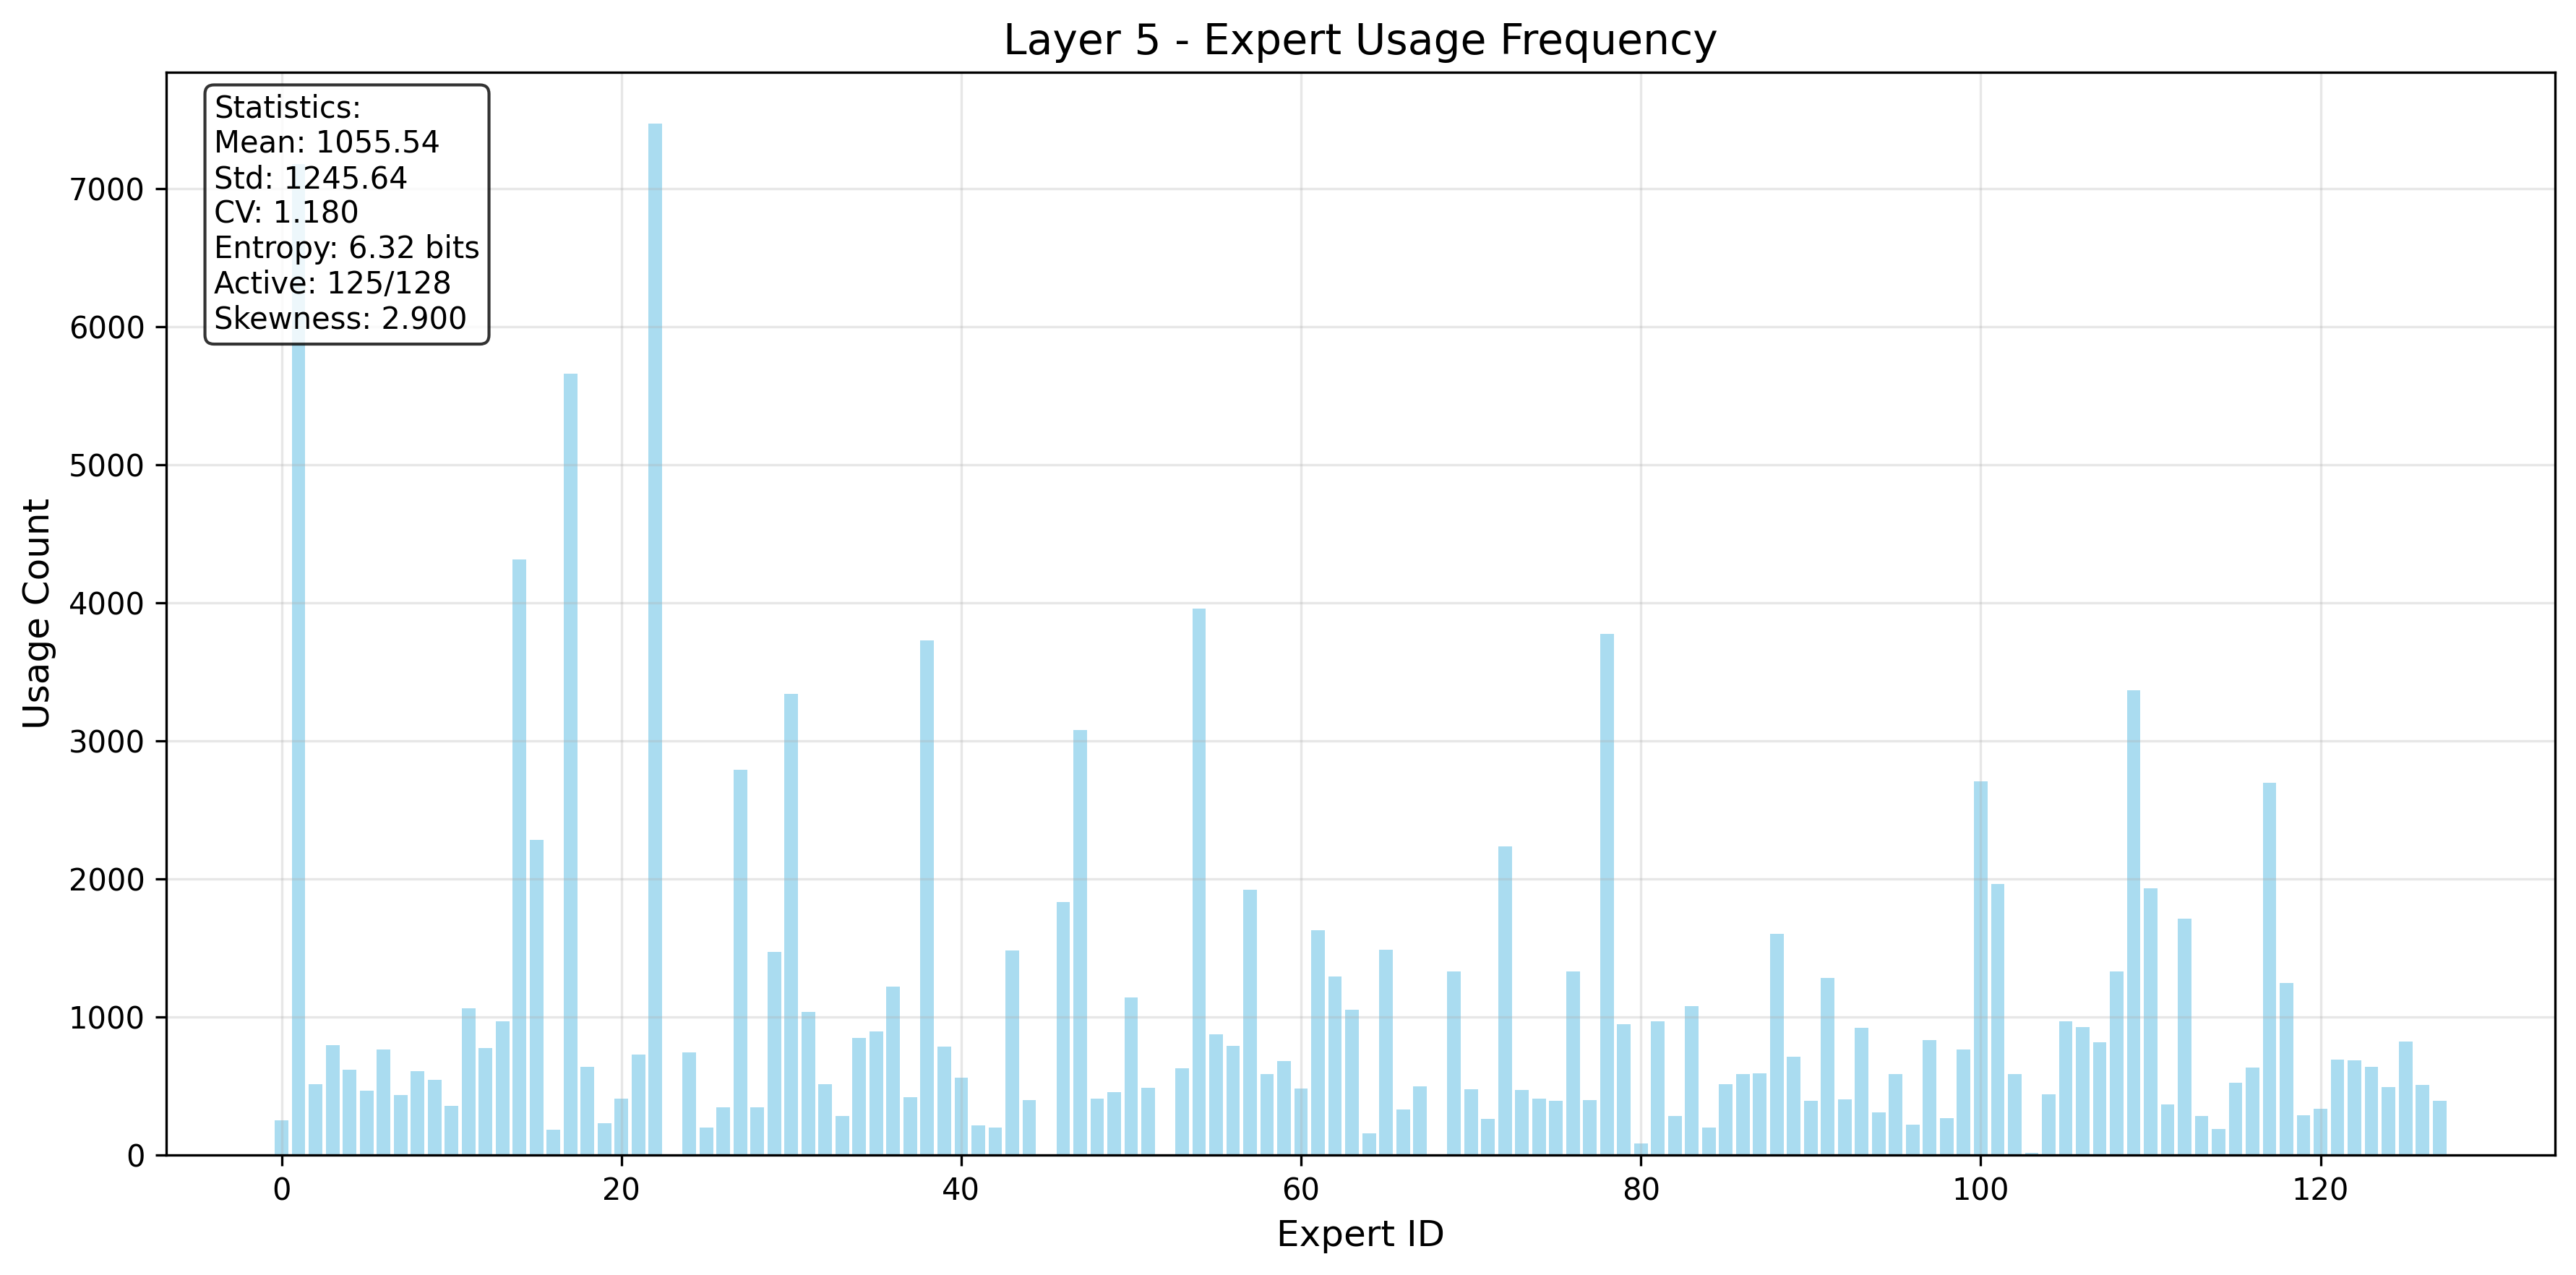 Layer 5 - Expert Usage Frequency
Statistics:
Mean: 1055.54
Std: 1245.64
CV: 1.180
Entropy: 6.32 bits
Active: 125/128
Skewness: 2.900
7000
6000
5000
4000
3000
2000
1000
0
Usage Count
0 20 40 60 80 100 120
Expert ID